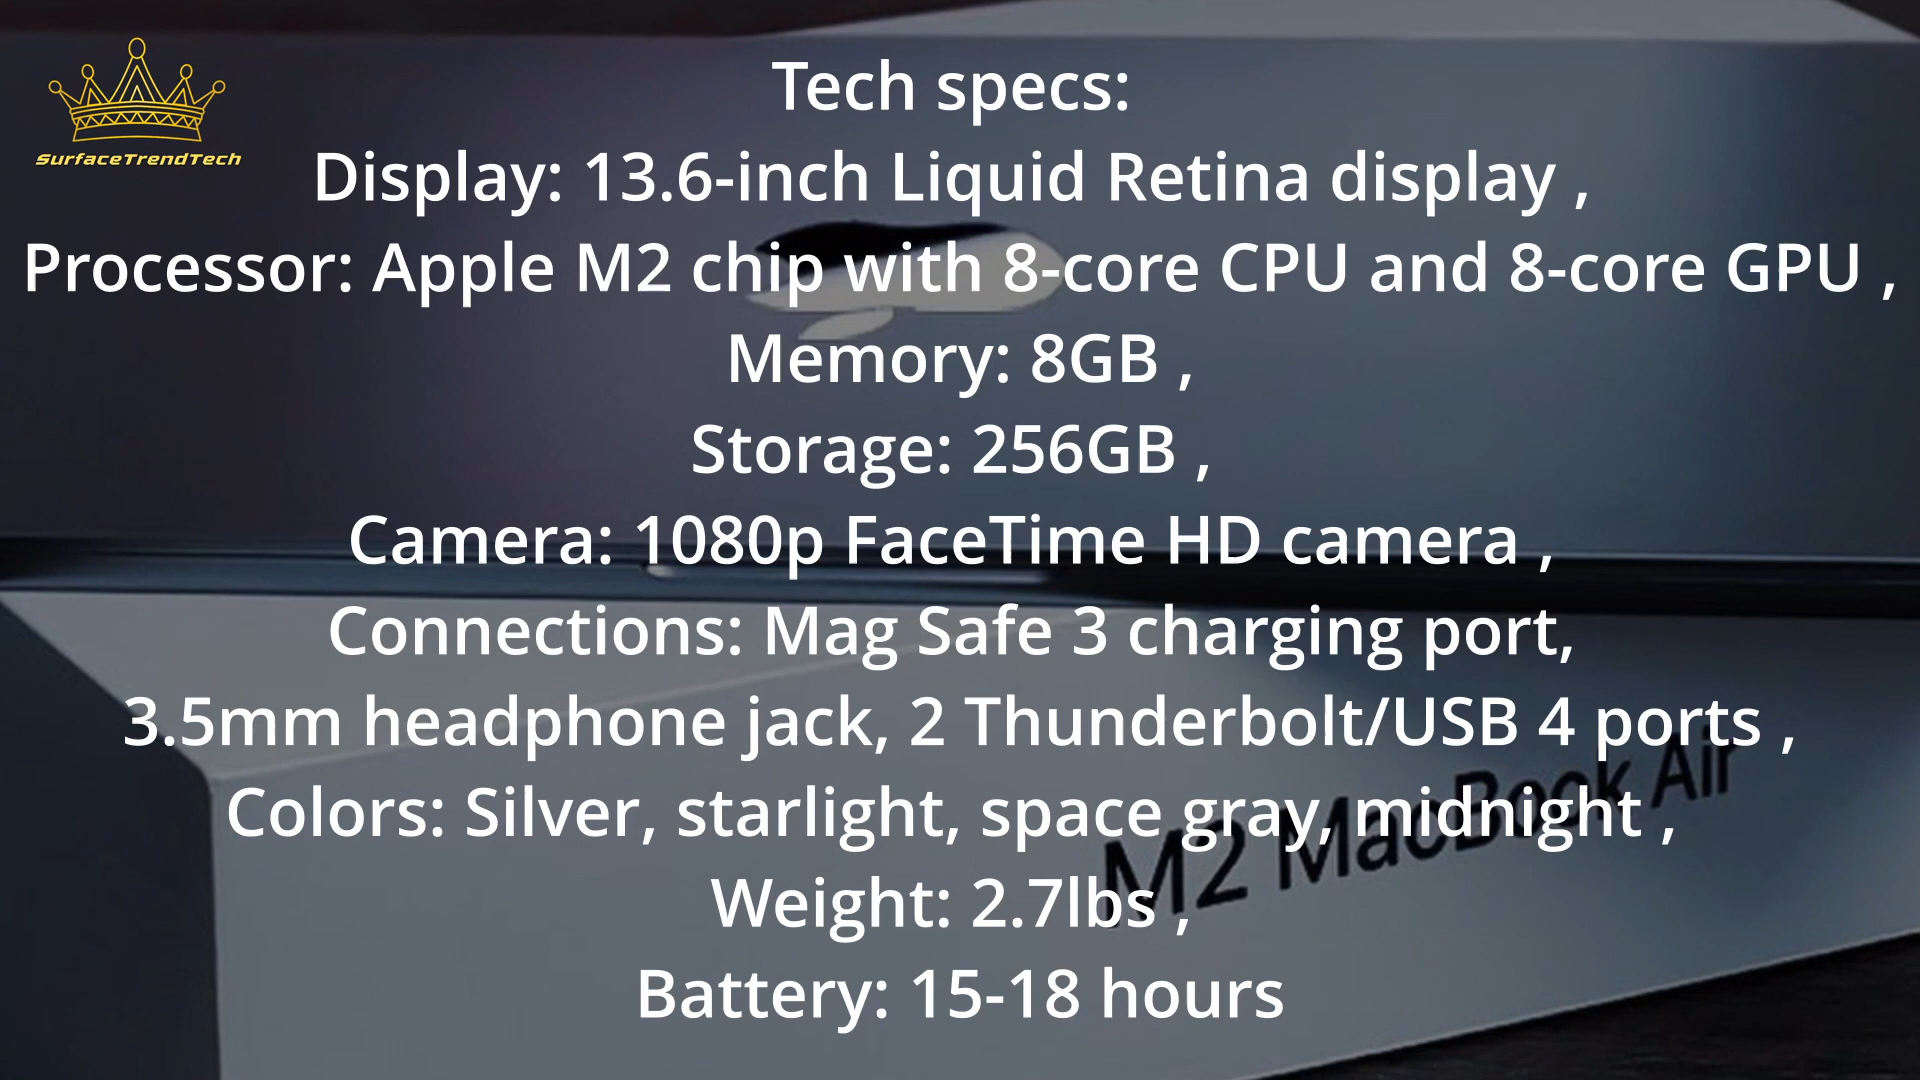 SurfaceTrendTech
Tech specs:
Display: 13.6-inch Liquid Retina display ,
Processor: Apple M2 chip with 8-core CPU and 8-core GPU ,
Memory: 8GB ,
Storage: 256GB ,
Camera: 1080p FaceTime HD camera ,
Connections: Mag Safe 3 charging port,
3.5mm headphone jack, 2 Thunderbolt/USB 4 ports ,
Colors: Silver, starlight, space gray, midnight ,
Weight: 2.7lbs ,
Battery: 15-18 hours
M2 MacBook Air